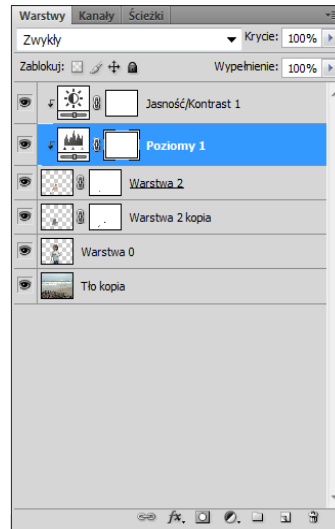 Warstwy Kanały Ścieżki
Zwykły Krycie: 100%
Zablokuj: Wypełnienie: 100%
Jasność/Kontrast 1
Poziomy 1
Warstwa 2
Warstwa 2 kopia
Warstwa 0
Tło kopia
fx.